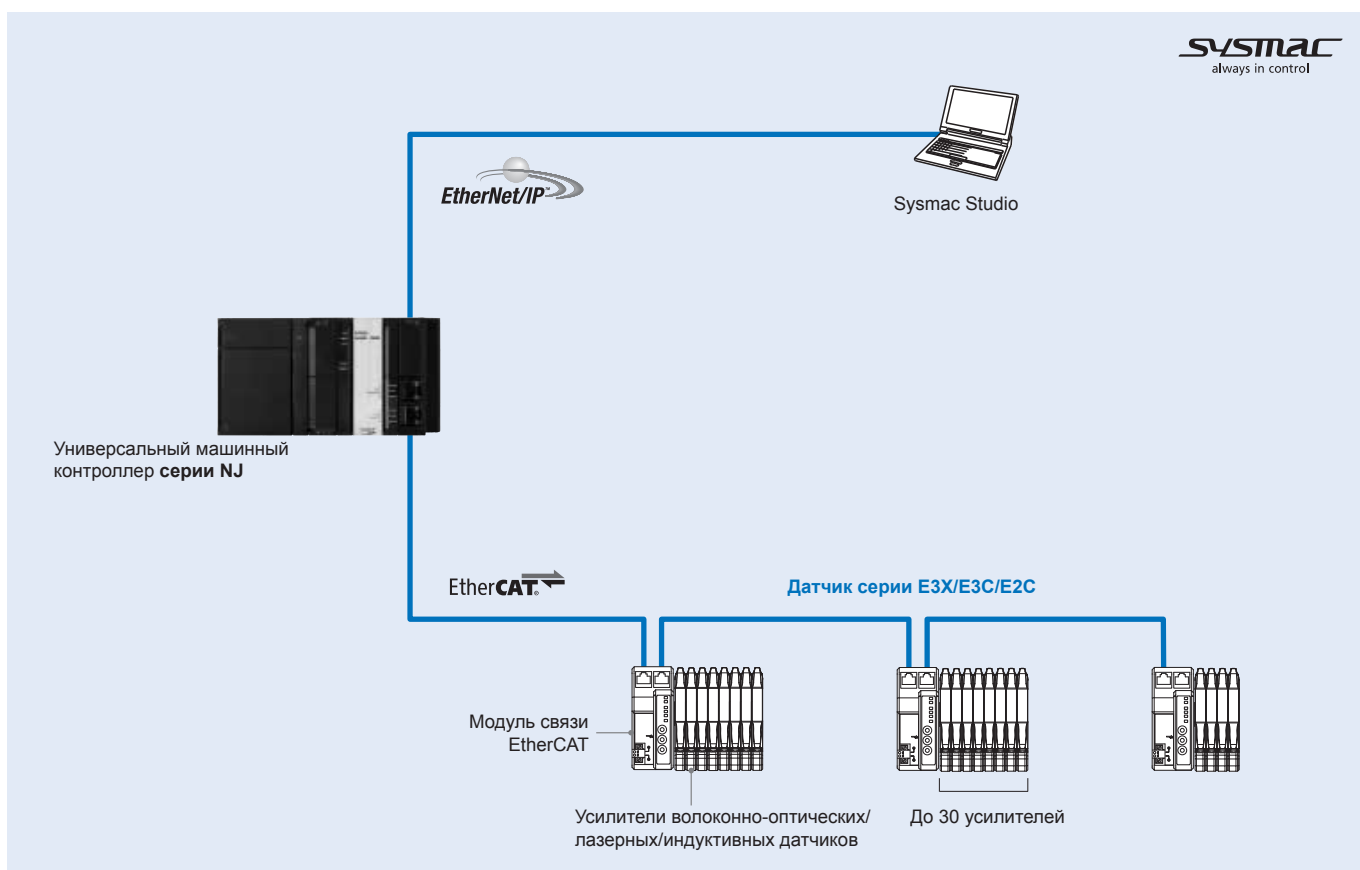 sysmac
always in control
EtherNet/IP™
Sysmac Studio
Универсальный машинный
контроллер серии NJ
EtherCAT®
Датчик серии E3X/E3C/E2C
Модуль связи
EtherCAT
Усилители волоконно-оптических/
лазерных/индуктивных датчиков
До 30 усилителей